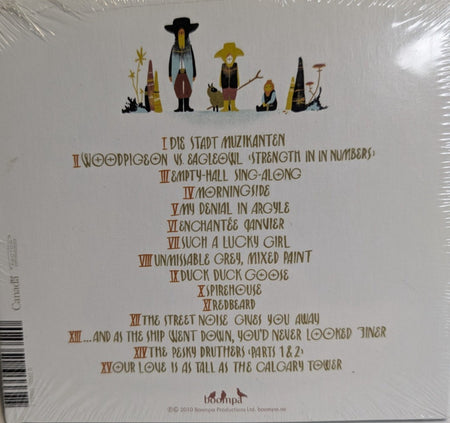 I DIE STADT MUZIKANTEN
II WOODPIGEON VS. EAGLEOWL (STRENGTH IN IN NUMBERS)
III EMPTY-HALL SING-ALONG
IV MORNINGSIDE
V MY DENIAL IN ARGYLE
VI ENCHANTÉE JANVIER
VII SUCH A LUCKY GIRL
VIII UNMISSABLE GREY, MIXED PAINT
IX DUCK DUCK GOOSE
X SPIREHOUSE
XI REDBEARD
XII THE STREET NOISE GIVES YOU AWAY
XIII ...AND AS THE SHIP WENT DOWN, YOU'D NEVER LOOKED FINER
XIV THE PESKY DRUTHERS (PARTS 1 & 2)
XV OUR LOVE IS AS TALL AS THE CALGARY TOWER
Canada
boompa
℗© 2010 Boompa Productions Ltd. boompa.ca